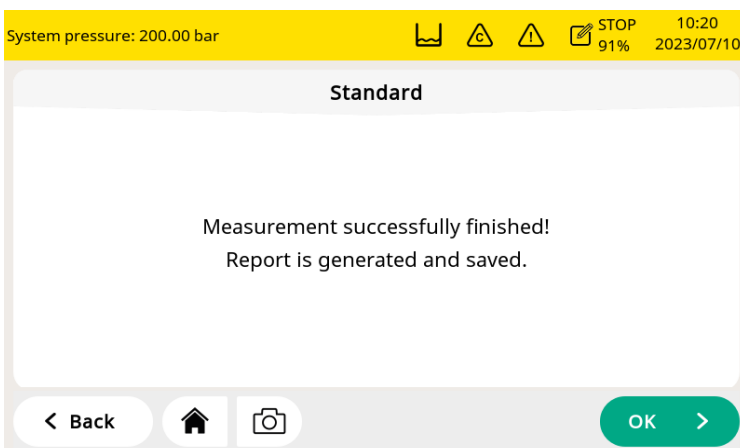 System pressure: 200.00 bar
C
!
STOP
91%
10:20
2023/07/10
Standard
Measurement successfully finished!
Report is generated and saved.
Back
OK